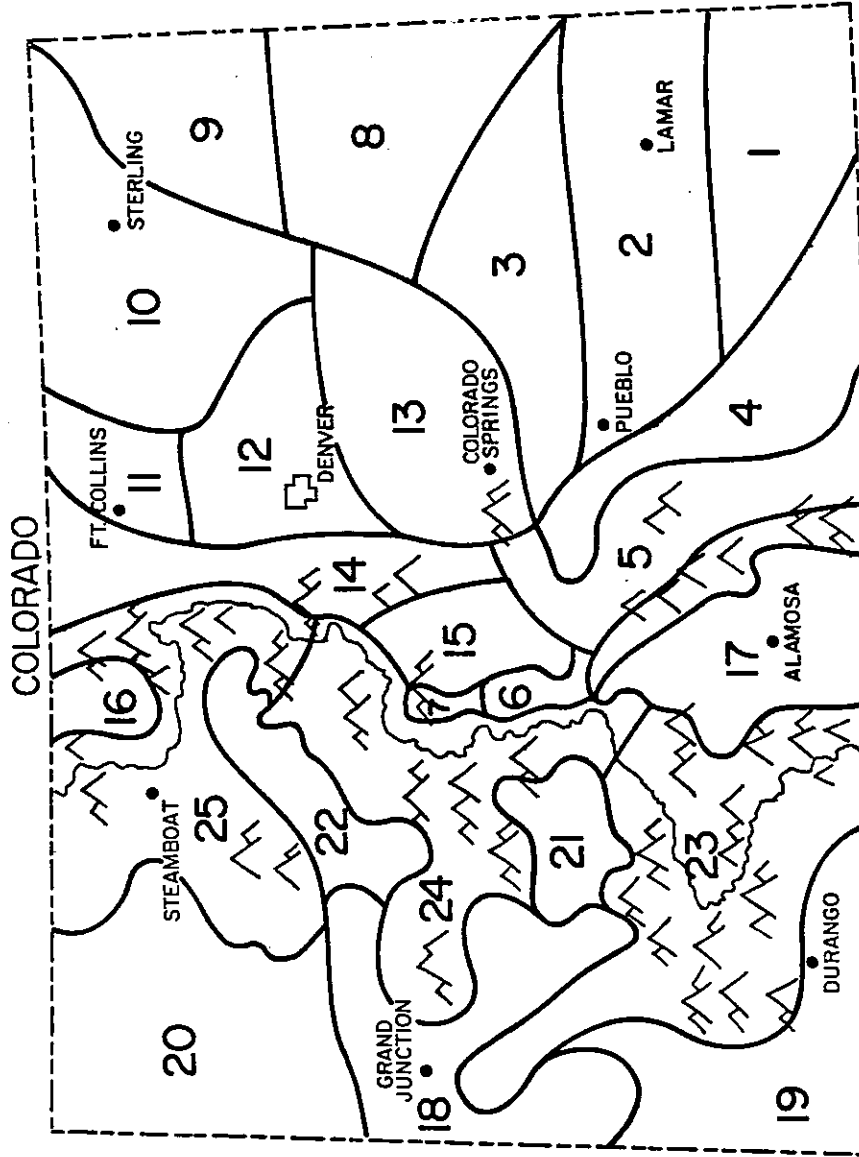 COLORADO
9
STERLING
10
8
1
LAMAR
2
3
FT. COLLINS
11
12
DENVER
13
COLORADO
SPRINGS
PUEBLO
4
14
5
15
16
7
6
17
ALAMOSA
STEAMBOAT
25
22
21
23
24
20
GRAND
JUNCTION
18
DURANGO
19